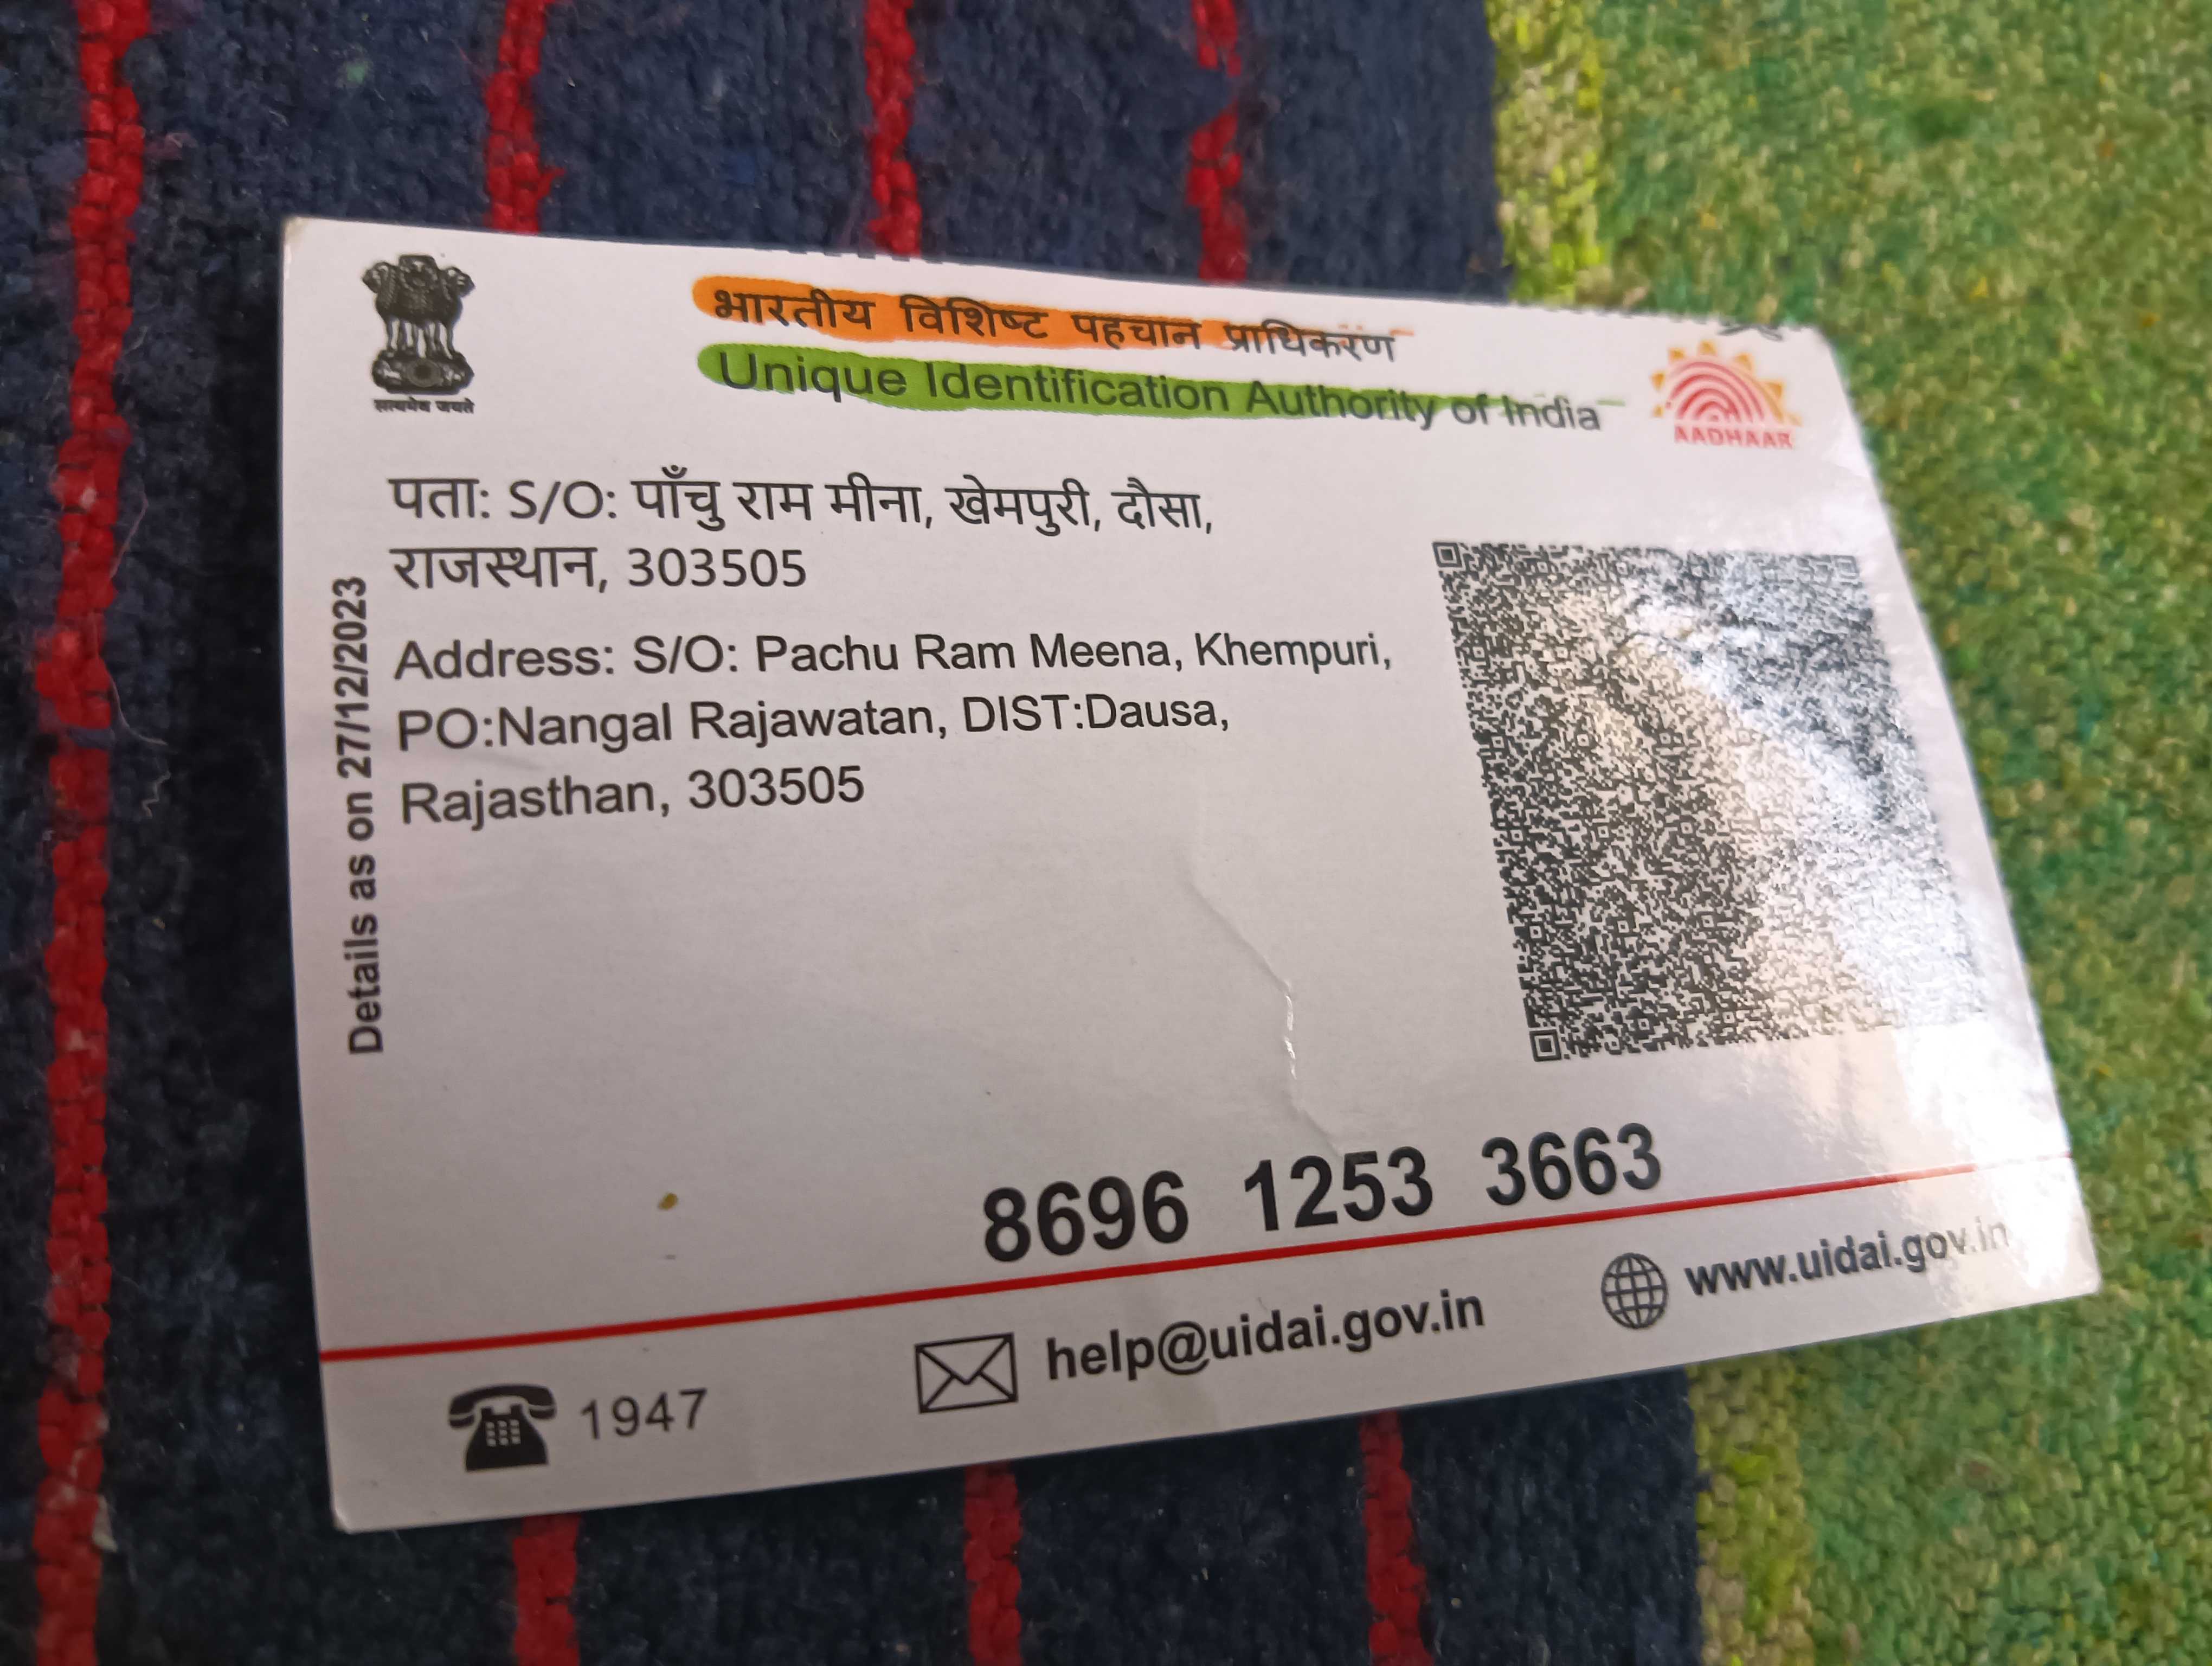 सत्यमेव जयते
भारतीय विशिष्ट पहचान प्राधिकरण
Unique Identification Authority of India
AADHAAR
पता: S/O: पाँचु राम मीना, खेमपुरी, दौसा,
राजस्थान, 303505
Address: S/O: Pachu Ram Meena, Khempuri,
PO:Nangal Rajawatan, DIST:Dausa,
Rajasthan, 303505
Details as on 27/12/2023
8696 1253 3663
1947
help@uidai.gov.in
www.uidai.gov.in